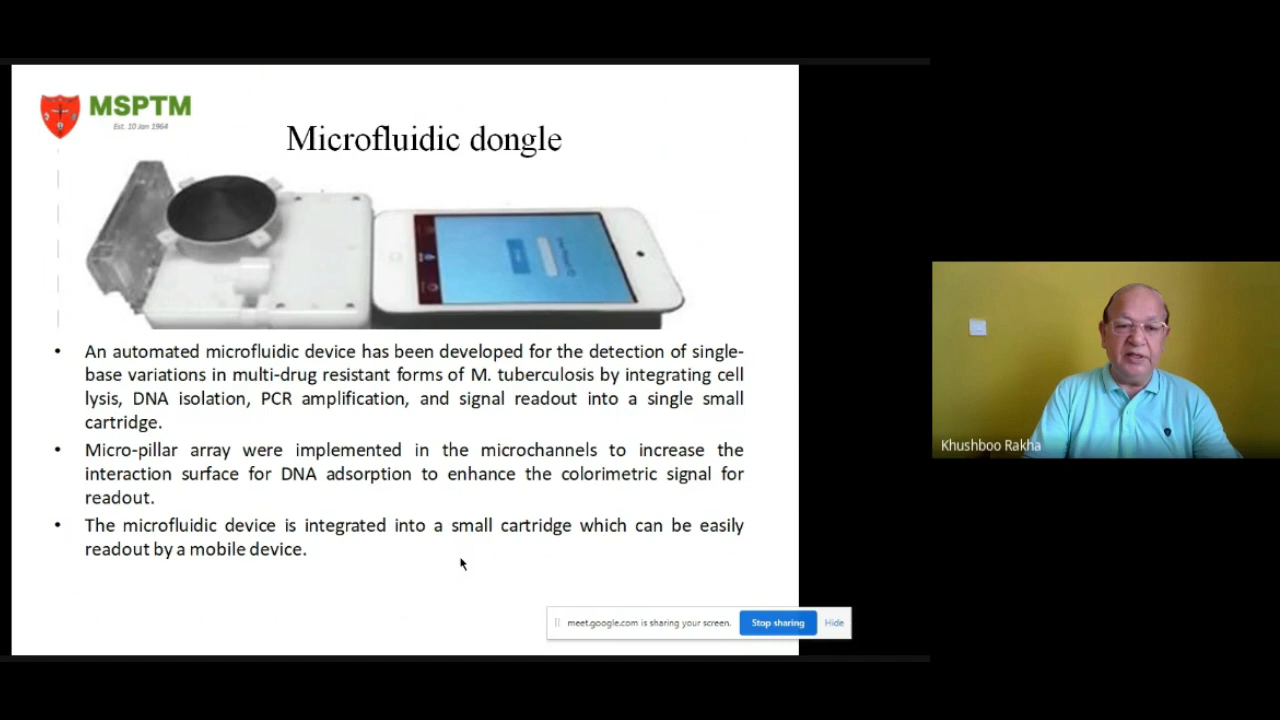 MSPTM
Est. 10 Jan 1964
Microfluidic dongle
• An automated microfluidic device has been developed for the detection of single-
base variations in multi-drug resistant forms of M. tuberculosis by integrating cell
lysis, DNA isolation, PCR amplification, and signal readout into a single small
cartridge.
• Micro-pillar array were implemented in the microchannels to increase the
interaction surface for DNA adsorption to enhance the colorimetric signal for
readout.
• The microfluidic device is integrated into a small cartridge which can be easily
readout by a mobile device.
meet.google.com is sharing your screen.
Stop sharing
Hide
Khushboo Rakha